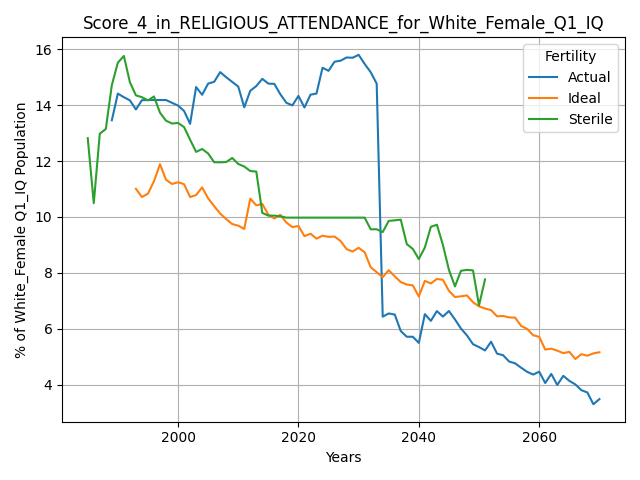 Score_4_in_RELIGIOUS_ATTENDANCE_for_White_Female_Q1_IQ
% of White_Female Q1_IQ Population
16
14
12
10
8
6
4
2000
2020
2040
2060
Years
Fertility
Actual
Ideal
Sterile